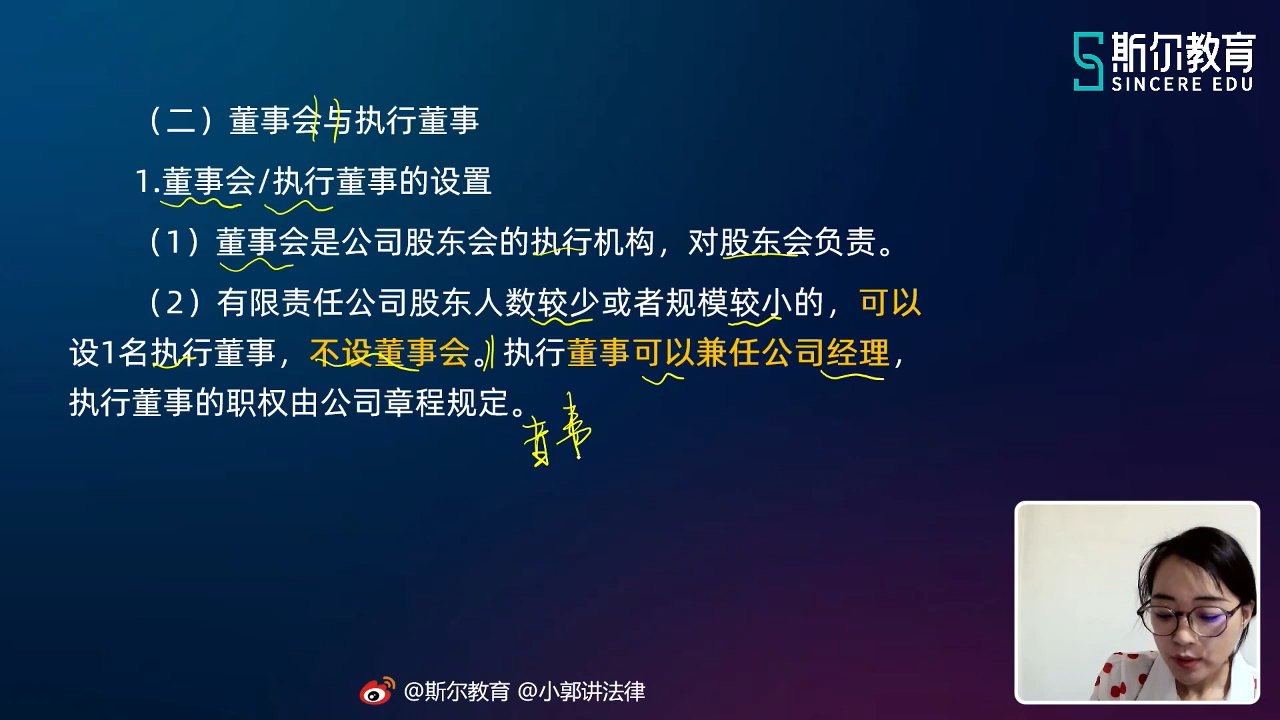 斯尔教育
SINCERE EDU
（二）董事会与执行董事
1.董事会/执行董事的设置
（1）董事会是公司股东会的执行机构，对股东会负责。
（2）有限责任公司股东人数较少或者规模较小的，可以
设1名执行董事，不设董事会。执行董事可以兼任公司经理，
执行董事的职权由公司章程规定。
@斯尔教育 @小郭讲法律